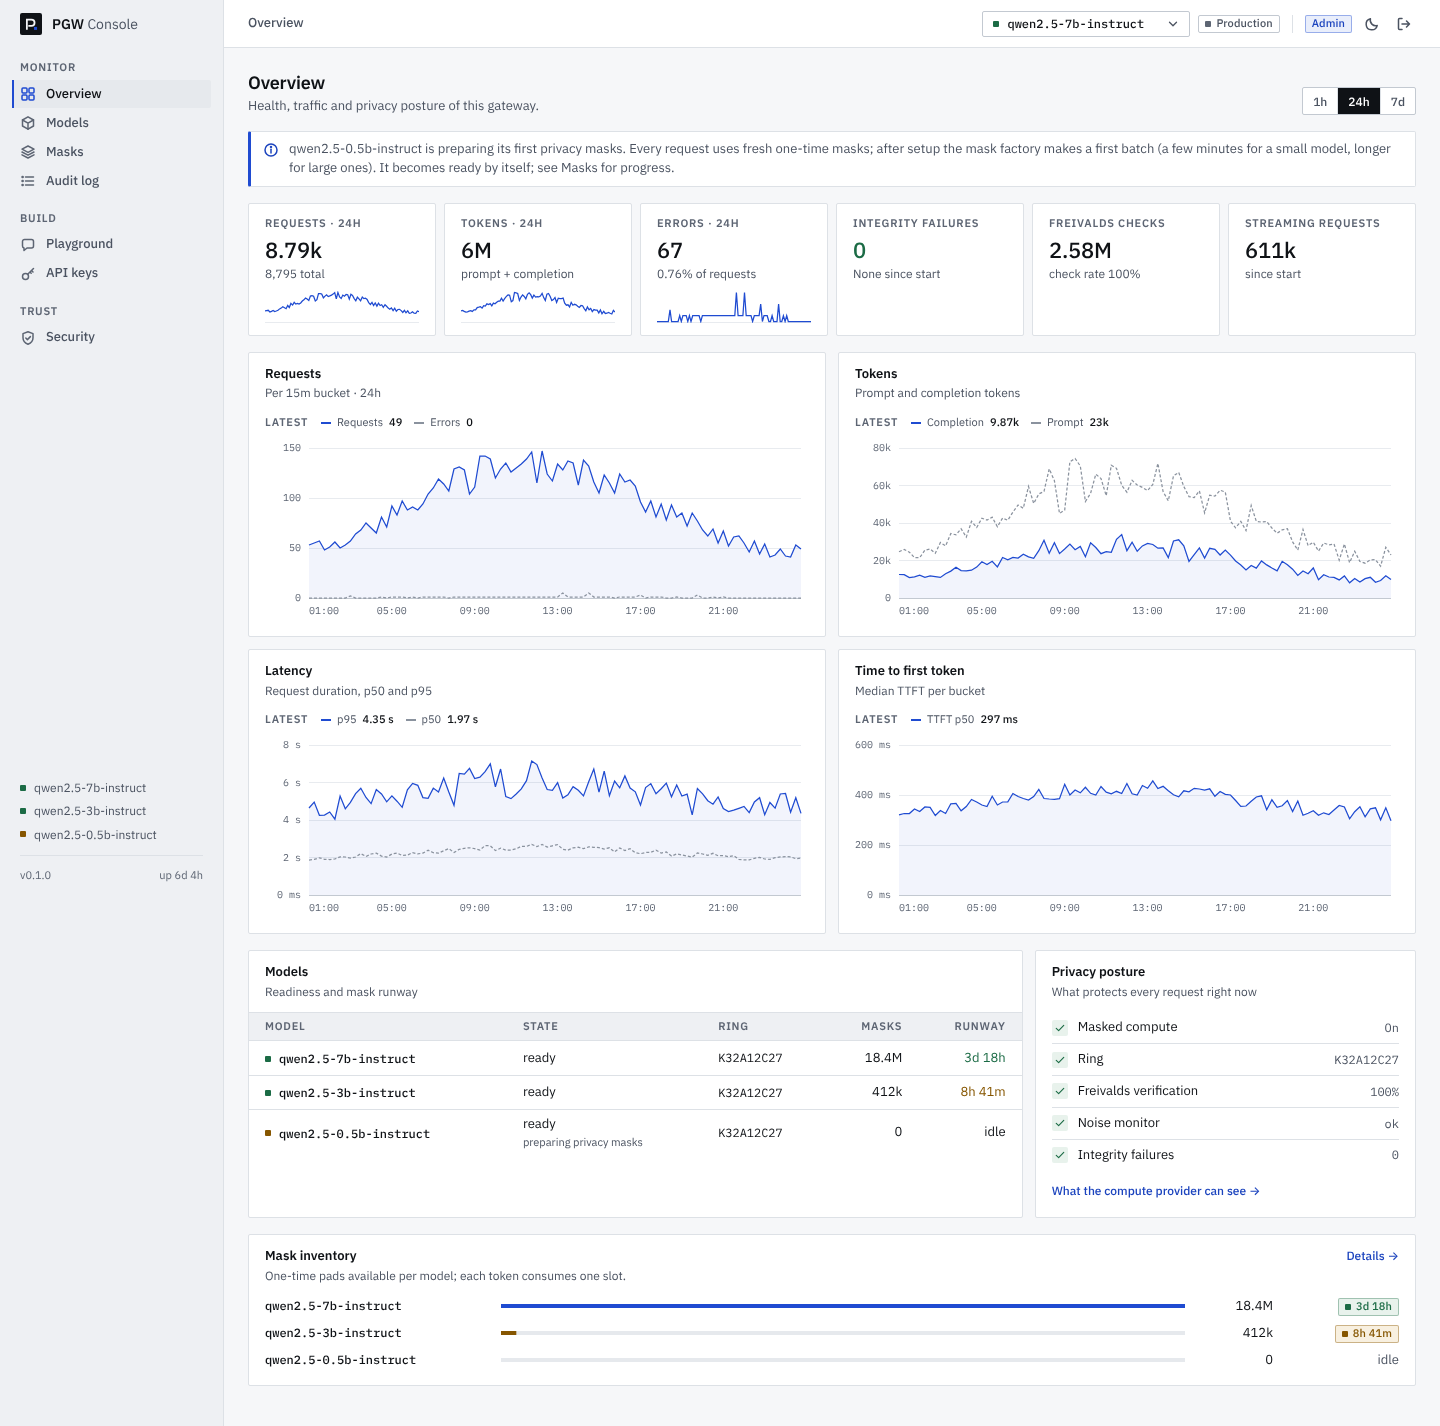 PGW Console
MONITOR
Overview
Models
Masks
Audit log
BUILD
Playground
API keys
TRUST
Security
qwen2.5-7b-instruct
qwen2.5-3b-instruct
qwen2.5-0.5b-instruct
v0.1.0 up 6d 4h
Overview
qwen2.5-7b-instruct
Production
Admin
Overview
Health, traffic and privacy posture of this gateway.
1h 24h 7d
qwen2.5-0.5b-instruct is preparing its first privacy masks. Every request uses fresh one-time masks; after setup the mask factory makes a first batch (a few minutes for a small model, longer
for large ones). It becomes ready by itself; see Masks for progress.
REQUESTS · 24H
8.79k
8,795 total
TOKENS · 24H
6M
prompt + completion
ERRORS · 24H
67
0.76% of requests
INTEGRITY FAILURES
0
None since start
FREIVALDS CHECKS
2.58M
check rate 100%
STREAMING REQUESTS
611k
since start
Requests
Per 15m bucket · 24h
LATEST Requests 49 Errors 0
150
100
50
0
01:00 05:00 09:00 13:00 17:00 21:00
Tokens
Prompt and completion tokens
LATEST Completion 9.87k Prompt 23k
80k
60k
40k
20k
0
01:00 05:00 09:00 13:00 17:00 21:00
Latency
Request duration, p50 and p95
LATEST p95 4.35 s p50 1.97 s
8 s
6 s
4 s
2 s
0 ms
01:00 05:00 09:00 13:00 17:00 21:00
Time to first token
Median TTFT per bucket
LATEST TTFT p50 297 ms
600 ms
400 ms
200 ms
0 ms
01:00 05:00 09:00 13:00 17:00 21:00
Models
Readiness and mask runway
MODEL STATE RING MASKS RUNWAY
qwen2.5-7b-instruct ready K32A12C27 18.4M 3d 18h
qwen2.5-3b-instruct ready K32A12C27 412k 8h 41m
qwen2.5-0.5b-instruct ready K32A12C27 0 idle
preparing privacy masks
Privacy posture
What protects every request right now
Masked compute On
Ring K32A12C27
Freivalds verification 100%
Noise monitor ok
Integrity failures 0
What the compute provider can see →
Mask inventory
Details →
One-time pads available per model; each token consumes one slot.
qwen2.5-7b-instruct 18.4M 3d 18h
qwen2.5-3b-instruct 412k 8h 41m
qwen2.5-0.5b-instruct 0 idle